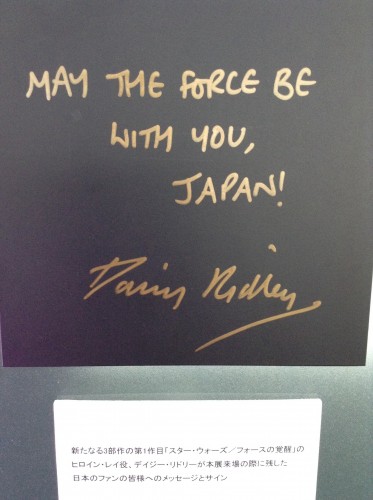 MAY THE FORCE BE
WITH YOU,
JAPAN!
Daisy Ridley
新たなる3部作の第1作目「スター・ウォーズ／フォースの覚醒」の
ヒロイン・レイ役、デイジー・リドリーが本展来場の際に残した
日本のファンの皆様へのメッセージとサイン